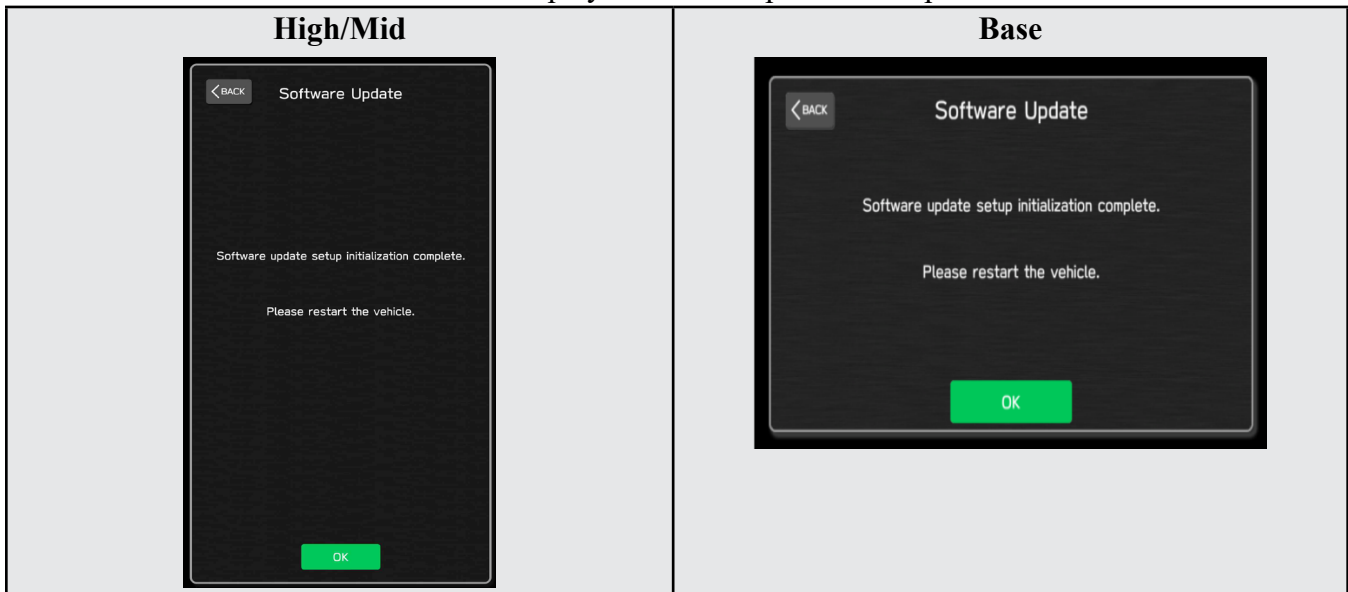 High/Mid
Base
BACK
Software Update
Software update setup initialization complete.
Please restart the vehicle.
OK
BACK
Software Update
Software update setup initialization complete.
Please restart the vehicle.
OK